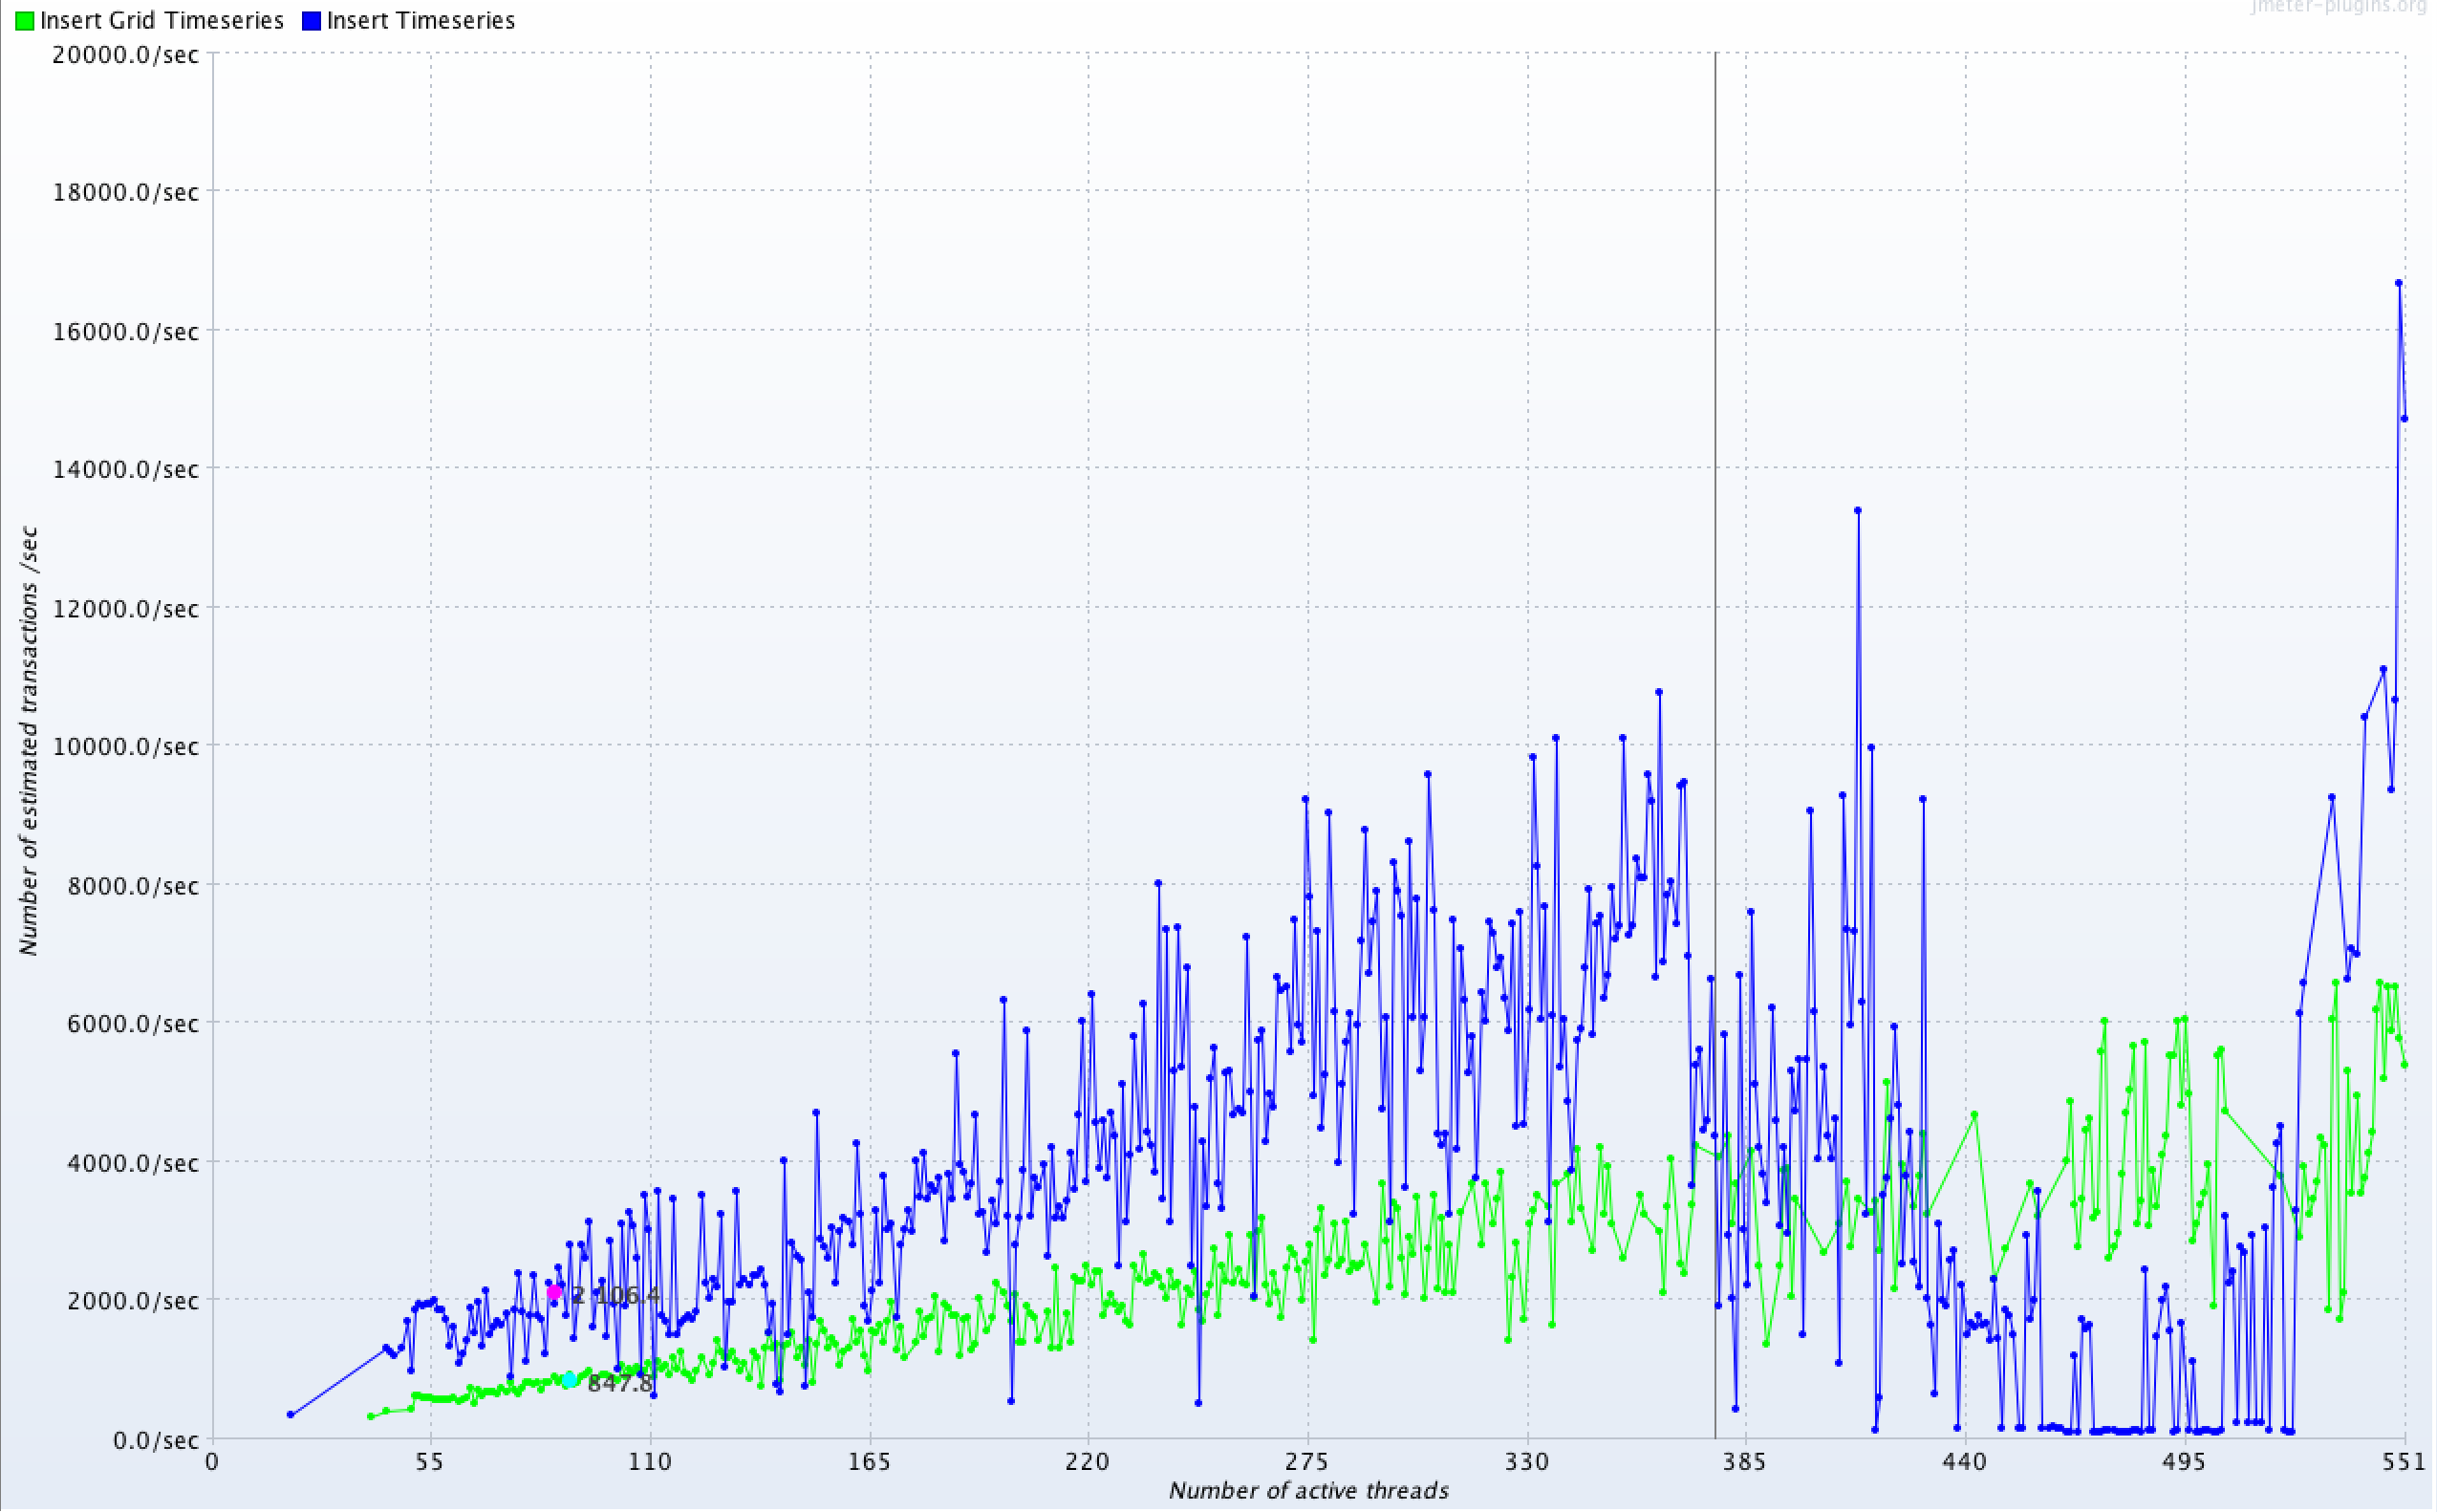 jmeter-plugins.org
Insert Grid Timeseries Insert Timeseries
20000.0/sec
18000.0/sec
16000.0/sec
14000.0/sec
12000.0/sec
10000.0/sec
8000.0/sec
6000.0/sec
4000.0/sec
2000.0/sec
0.0/sec
Number of estimated transactions /sec
2 106.4
847.8
0 55 110 165 220 275 330 385 440 495 551
Number of active threads